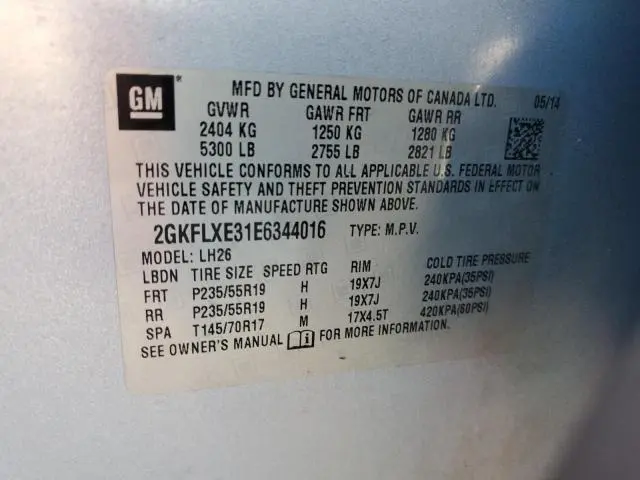 GM
MFD BY GENERAL MOTORS OF CANADA LTD. 05/14
GVWR GAWR FRT GAWR RR
2404 KG 1250 KG 1280 KG
5300 LB 2755 LB 2821 LB
THIS VEHICLE CONFORMS TO ALL APPLICABLE U.S. FEDERAL MOTOR
VEHICLE SAFETY AND THEFT PREVENTION STANDARDS IN EFFECT ON
THE DATE OF MANUFACTURE SHOWN ABOVE.
2GKFLXE31E6344016 TYPE: M.P.V.
MODEL: LH26
LBDN TIRE SIZE SPEED RTG RIM COLD TIRE PRESSURE
FRT P235/55R19 H 19X7J 240KPA(35PSI)
RR P235/55R19 H 19X7J 240KPA(35PSI)
SPA T145/70R17 M 17X4.5T 420KPA(60PSI)
SEE OWNER'S MANUAL FOR MORE INFORMATION.